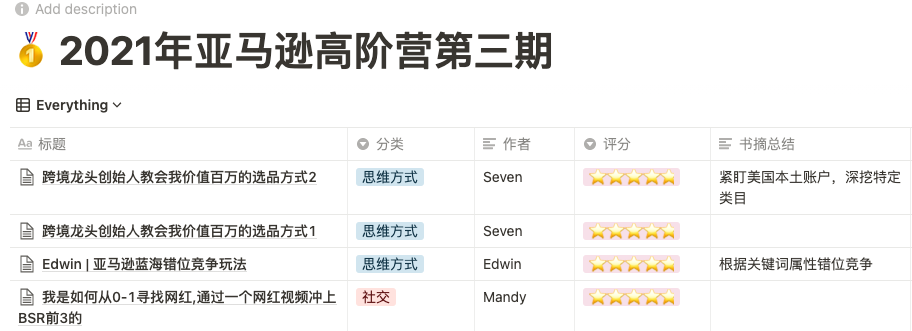 Add description
2021年亚马逊高阶营第三期
Everything
Aa 标题 分类 作者 评分 书摘总结
跨境龙头创始人教会我价值百万的选品方式2 思维方式 Seven ⭐⭐⭐⭐⭐ 紧盯美国本土账户，深挖特定
类目
跨境龙头创始人教会我价值百万的选品方式1 思维方式 Seven ⭐⭐⭐⭐⭐
Edwin | 亚马逊蓝海错位竞争玩法 思维方式 Edwin ⭐⭐⭐⭐⭐ 根据关键词属性错位竞争
我是如何从0-1寻找网红,通过一个网红视频冲上 社交 Mandy ⭐⭐⭐⭐⭐
BSR前3的